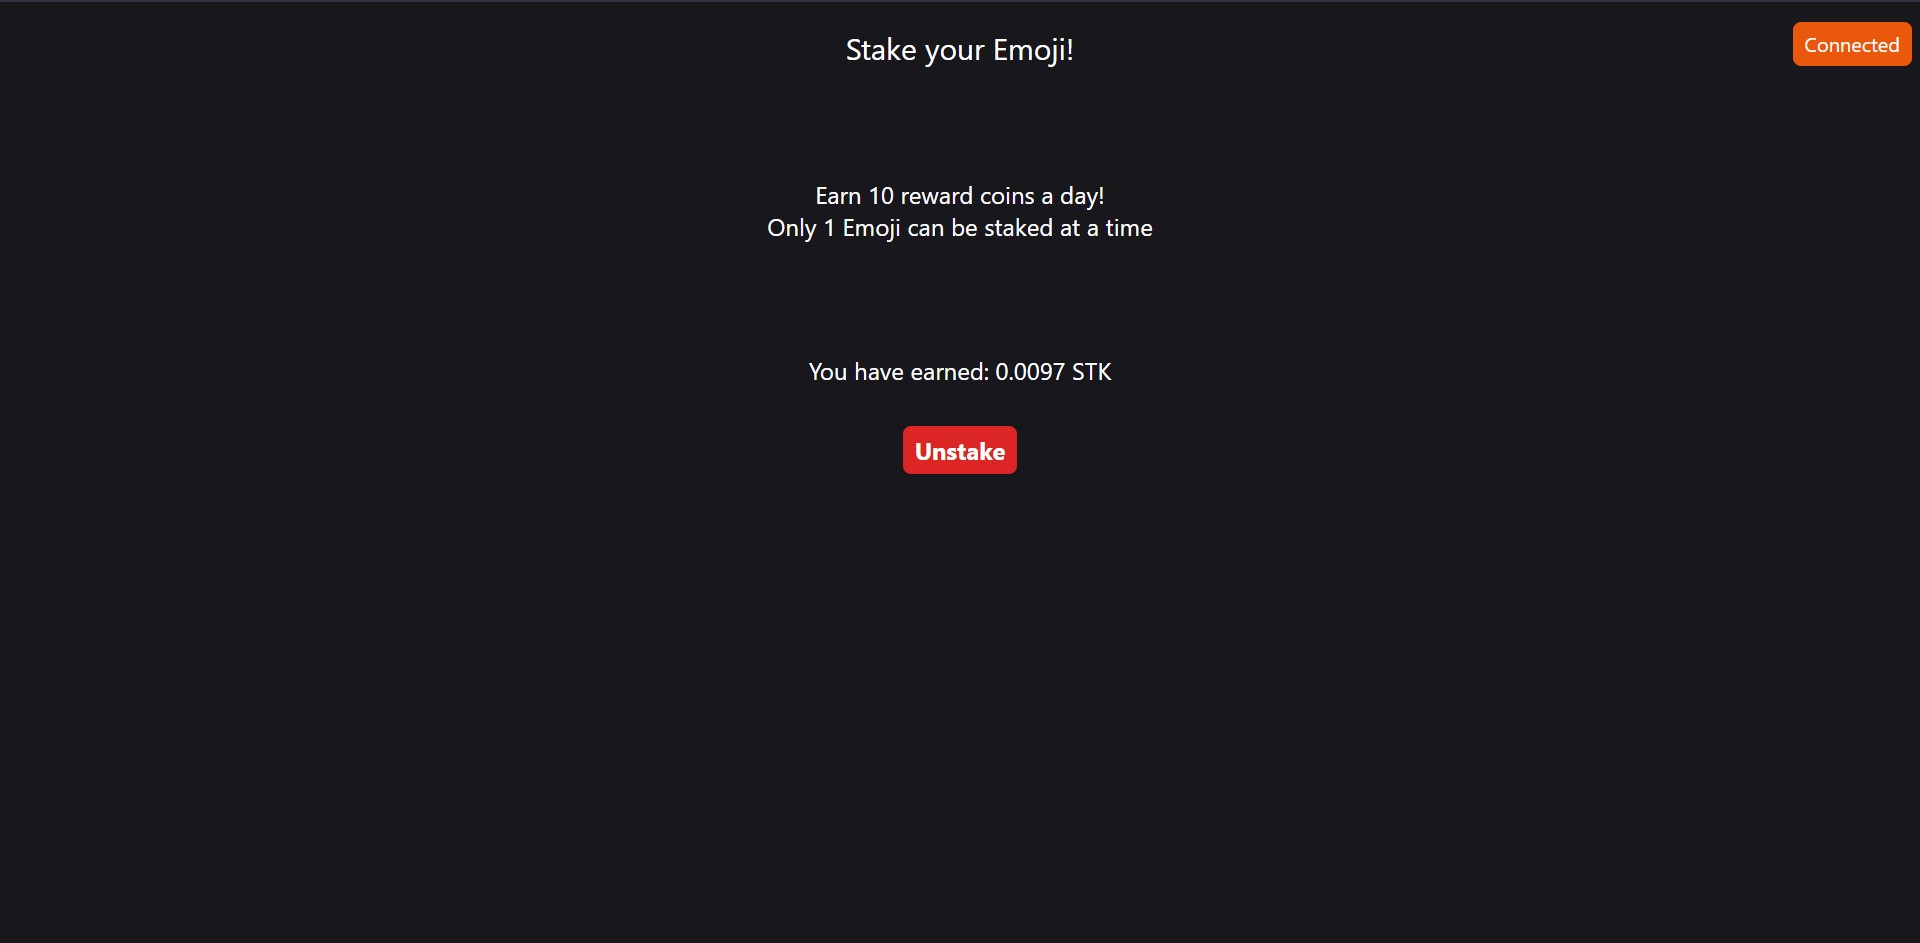 Stake your Emoji!
Connected
Earn 10 reward coins a day!
Only 1 Emoji can be staked at a time
You have earned: 0.0097 STK
Unstake